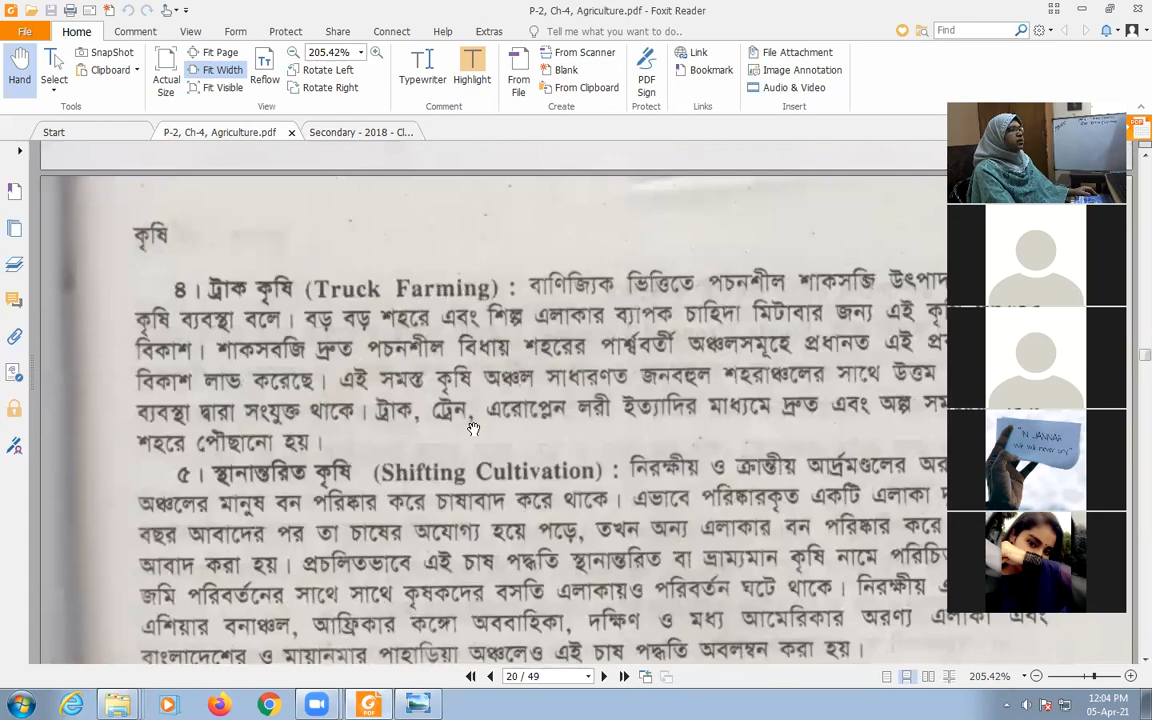 P-2, Ch-4, Agriculture.pdf - Foxit Reader
File Home Comment View Form Protect Share Connect Help Extras Tell me what you want to do... Find
SnapShot Fit Page 205.42% From Scanner Link File Attachment
Clipboard Fit Width Rotate Left Blank Bookmark Image Annotation
Fit Visible Rotate Right From Clipboard Audio & Video
Hand Select Actual Size Reflow Typewriter Highlight From File PDF Sign
Tools View Comment Create Protect Links Insert
Start P-2, Ch-4, Agriculture.pdf Secondary - 2018 - Cl...
কৃষি
৪। ট্রাক কৃষি (Truck Farming) : বাণিজ্যিক ভিত্তিতে পচনশীল শাকসব্জি উৎপাদ
কৃষি ব্যবস্থা বলে। বড় বড় শহরে এবং শিল্প এলাকার ব্যাপক চাহিদা মিটাবার জন্য এই কৃ
বিকাশ। শাকসবজি দ্রুত পচনশীল বিধায় শহরের পার্শ্ববর্তী অঞ্চলসমূহে প্রধানত এই প্র
বিকাশ লাভ করেছে। এই সমস্ত কৃষি অঞ্চল সাধারণত জনবহুল শহরাঞ্চলের সাথে উত্তম
ব্যবস্থা দ্বারা সংযুক্ত থাকে। ট্রাক, ট্রেন, এরোপ্লেন লরী ইত্যাদির মাধ্যমে দ্রুত এবং অল্প সম
শহরে পৌছানো হয়।
৫। স্থানান্তরিত কৃষি (Shifting Cultivation) : নিরক্ষীয় ও ক্রান্তীয় আর্দ্রমণ্ডলের অর
অঞ্চলের মানুষ বন পরিষ্কার করে চাষাবাদ করে থাকে। এভাবে পরিষ্কারকৃত একটি এলাকা
বছর আবাদের পর তা চাষের অযোগ্য হয়ে পড়ে, তখন অন্য এলাকার বন পরিষ্কার করে
আবাদ করা হয়। প্রচলিতভাবে এই চাষ পদ্ধতি স্থানান্তরিত বা ভ্রাম্যমান কৃষি নামে পরিচি
জমি পরিবর্তনের সাথে সাথে কৃষকদের বসতি এলাকায়ও পরিবর্তন ঘটে থাকে। নিরক্ষীয়
এশিয়ার বনাঞ্চল, আফ্রিকার কঙ্গো অববাহিকা, দক্ষিণ ও মধ্য আমেরিকার অরণ্য এলাকা এবং
বাংলাদেশের ও মায়ানমার পাহাড়িয়া অঞ্চলেও এই চাষ পদ্ধতি অবলম্বন করা হয়।
"N JANNAT
we will never cry"
20 / 49 205.42%
12:04 PM
05-Apr-21